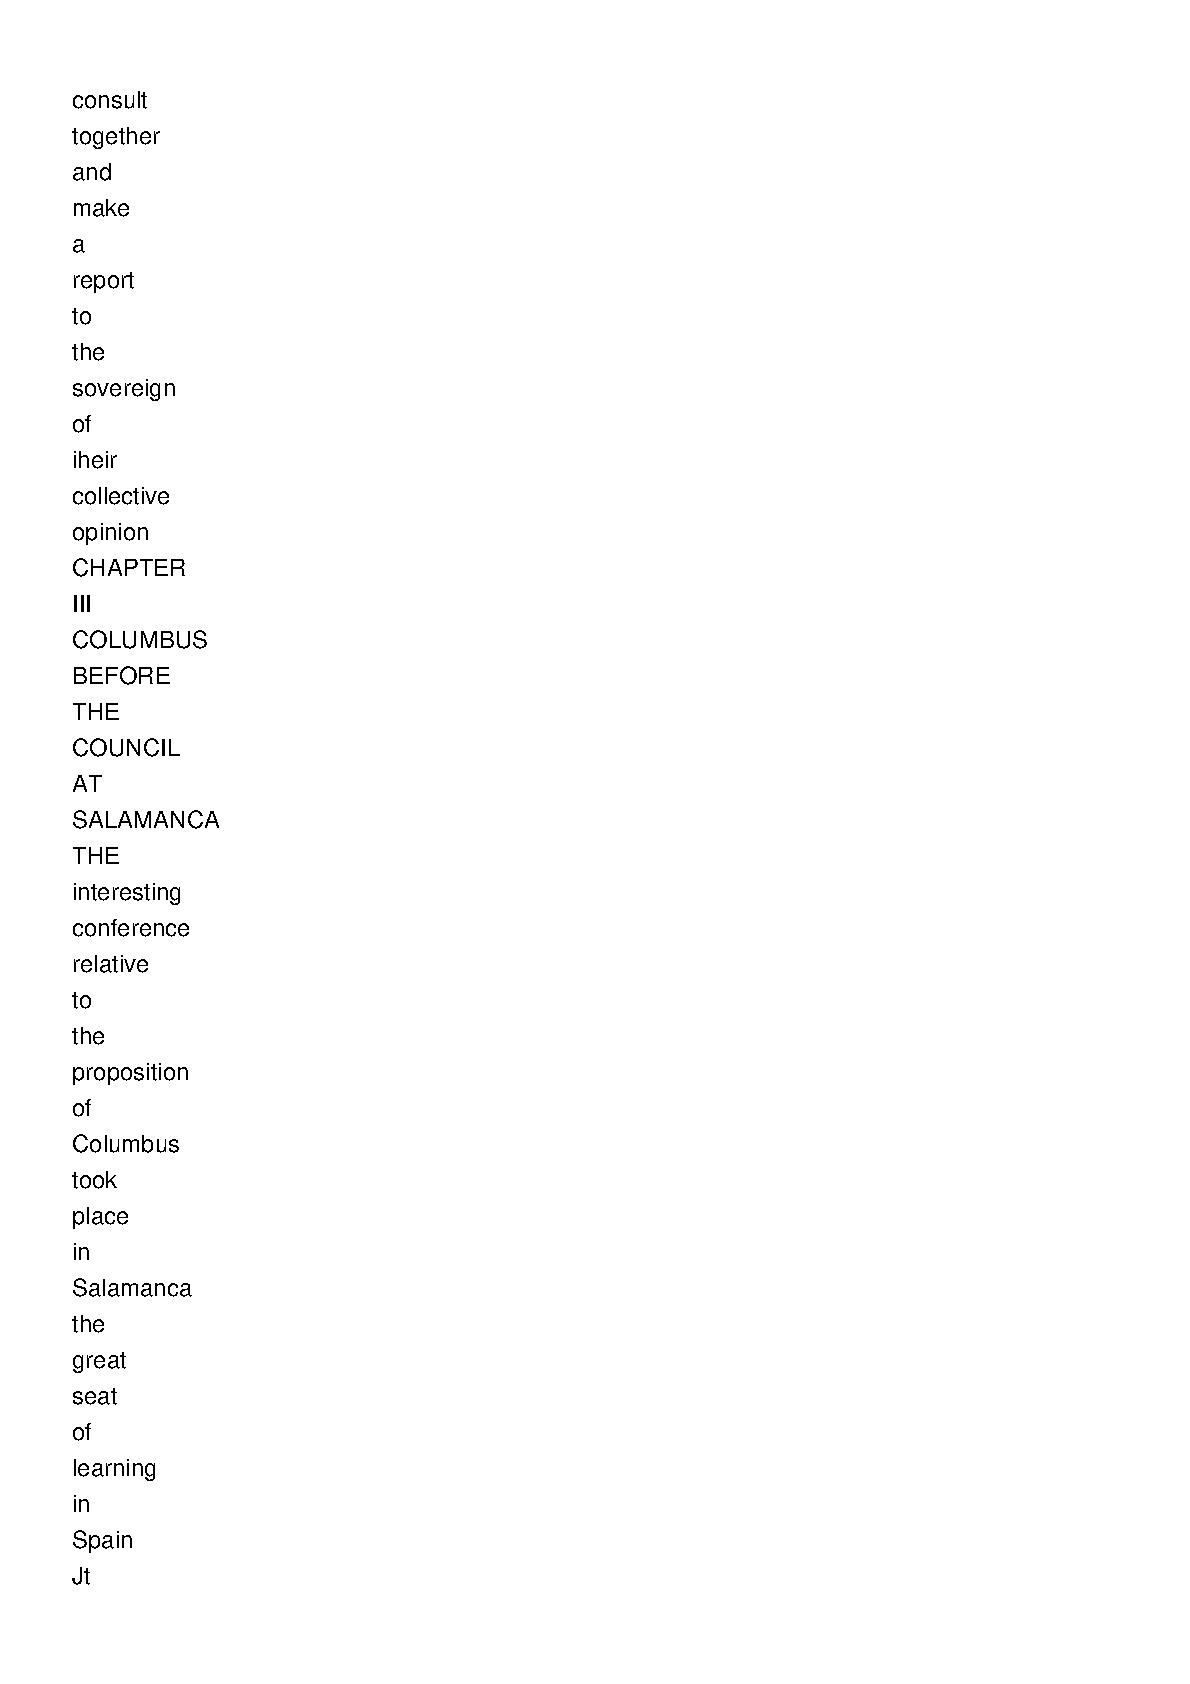 consult
together
and
make
a
report
to
the
sovereign
of
iheir
collective
opinion
CHAPTER
III
COLUMBUS
BEFORE
THE
COUNCIL
AT
SALAMANCA
THE
interesting
conference
relative
to
the
proposition
of
Columbus
took
place
in
Salamanca
the
great
seat
of
learning
in
Spain
Jt